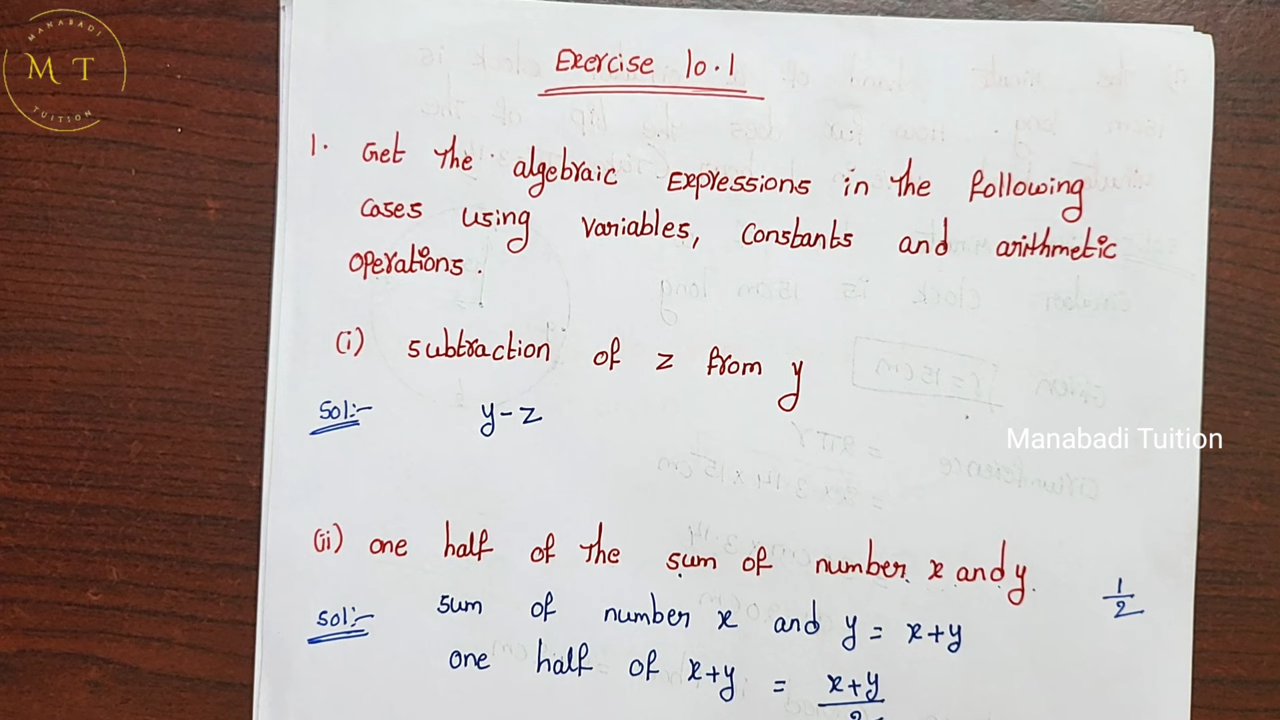 MANABADI
M T
TUITION
Exercise 10.1
1. Get the algebraic Expressions in the following
cases using variables, constants and arithmetic
operations.
(i) subtraction of z from y
Sol:- y-z
Manabadi Tuition
(ii) one half of the sum of number x and y.
1/2
Sol:- sum of number x and y = x+y
one half of x+y = x+y/2